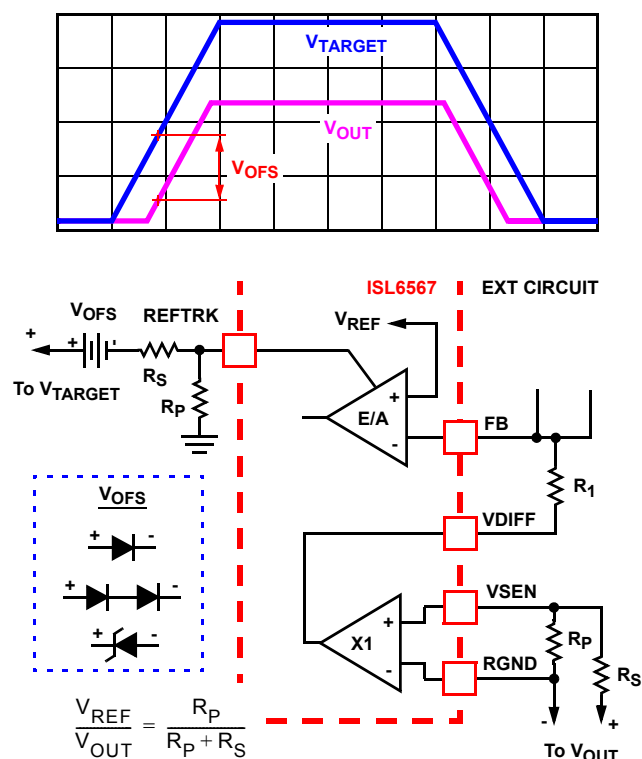 VTARGET
VOUT
VOFS
ISL6567 EXT CIRCUIT
VOFS REFTRK
VREF
+ + -
To VTARGET
RS
RP
E/A
+
-
FB
R1
VOFS
+ -
+ -
+ -
VDIFF
VSEN
X1
+
-
RP
RS
RGND
- +
To VOUT
VREF / VOUT = RP / RP + RS